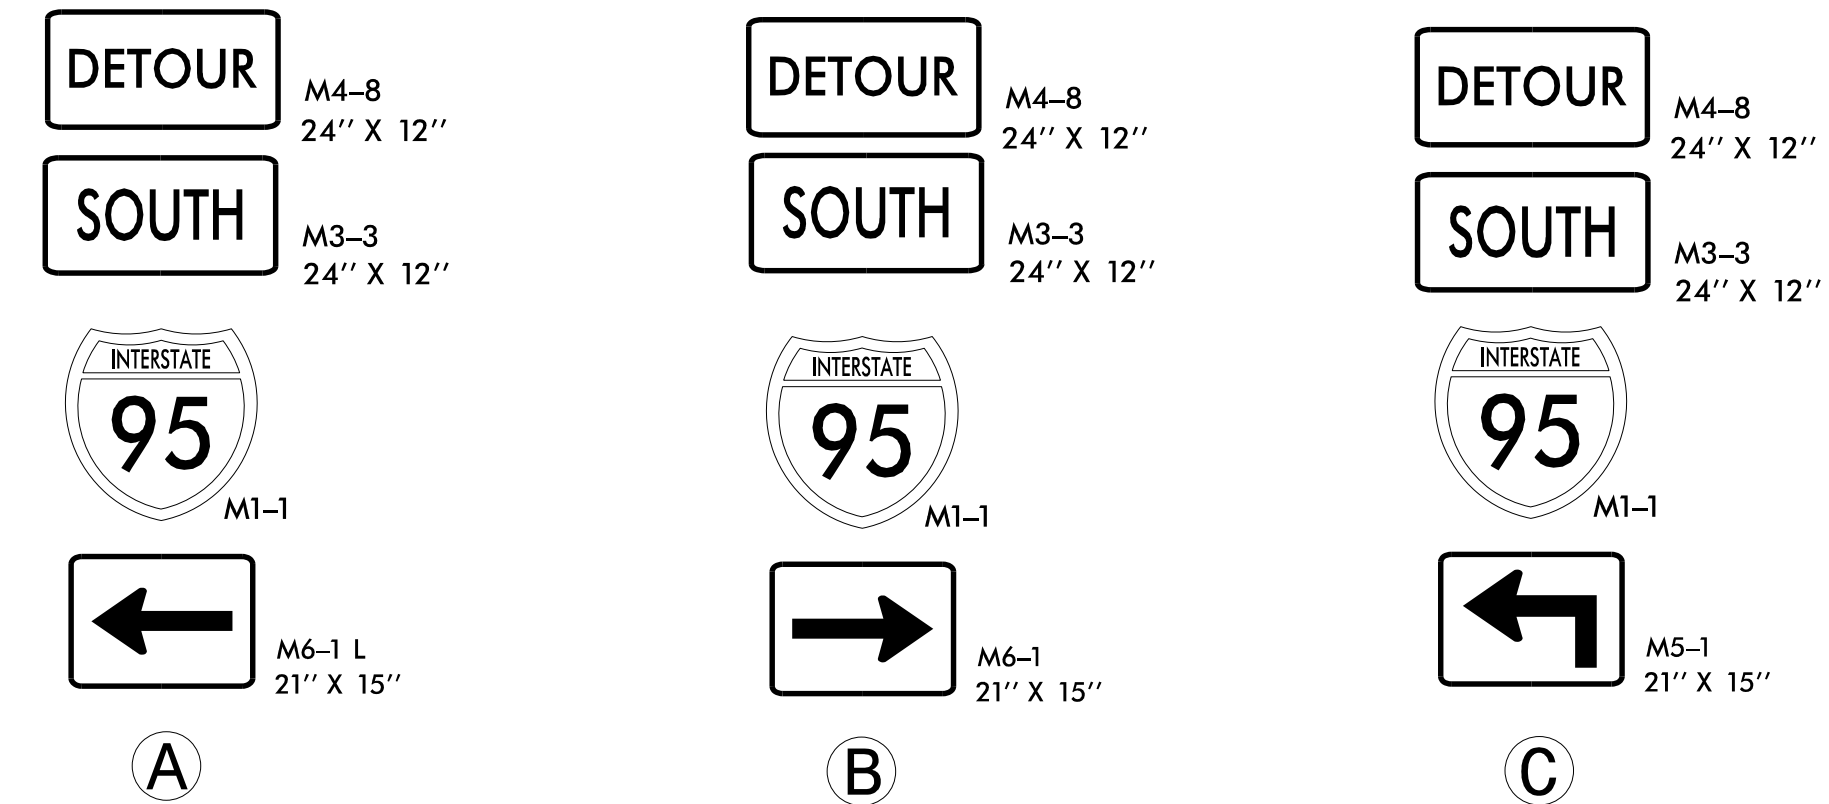 DETOUR
M4–8
24′′ X 12′′
SOUTH
M3–3
24′′ X 12′′
INTERSTATE
95
M1–1
M6–1 L
21′′ X 15′′
A
DETOUR
M4–8
24′′ X 12′′
SOUTH
M3–3
24′′ X 12′′
INTERSTATE
95
M1–1
M6–1
21′′ X 15′′
B
DETOUR
M4–8
24′′ X 12′′
SOUTH
M3–3
24′′ X 12′′
INTERSTATE
95
M1–1
M5–1
21′′ X 15′′
C